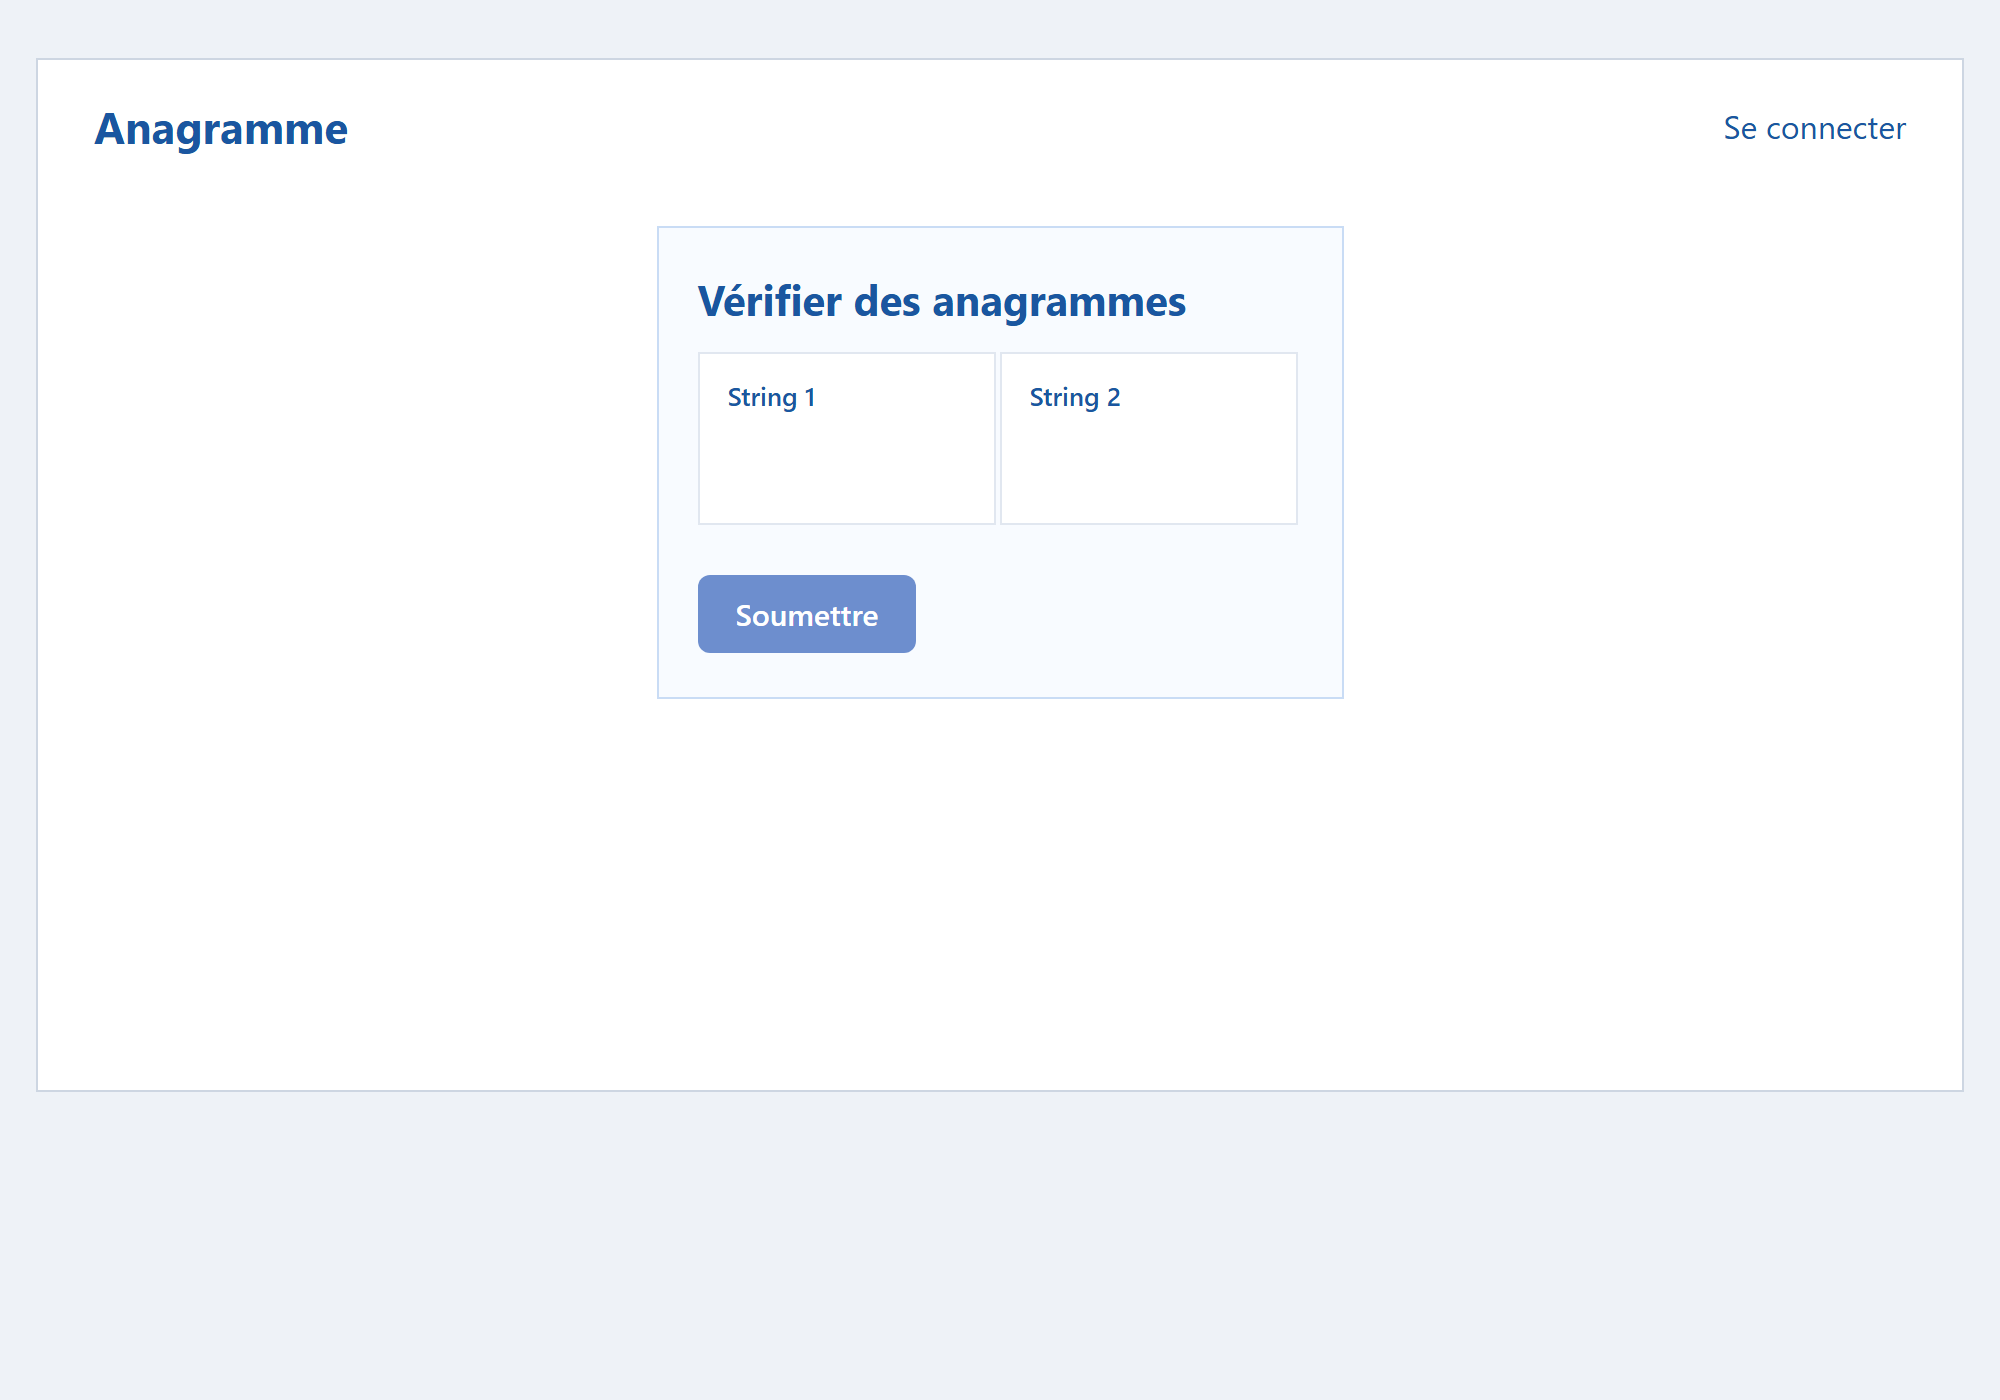 Anagramme
Se connecter
Vérifier des anagrammes
String 1
String 2
Soumettre